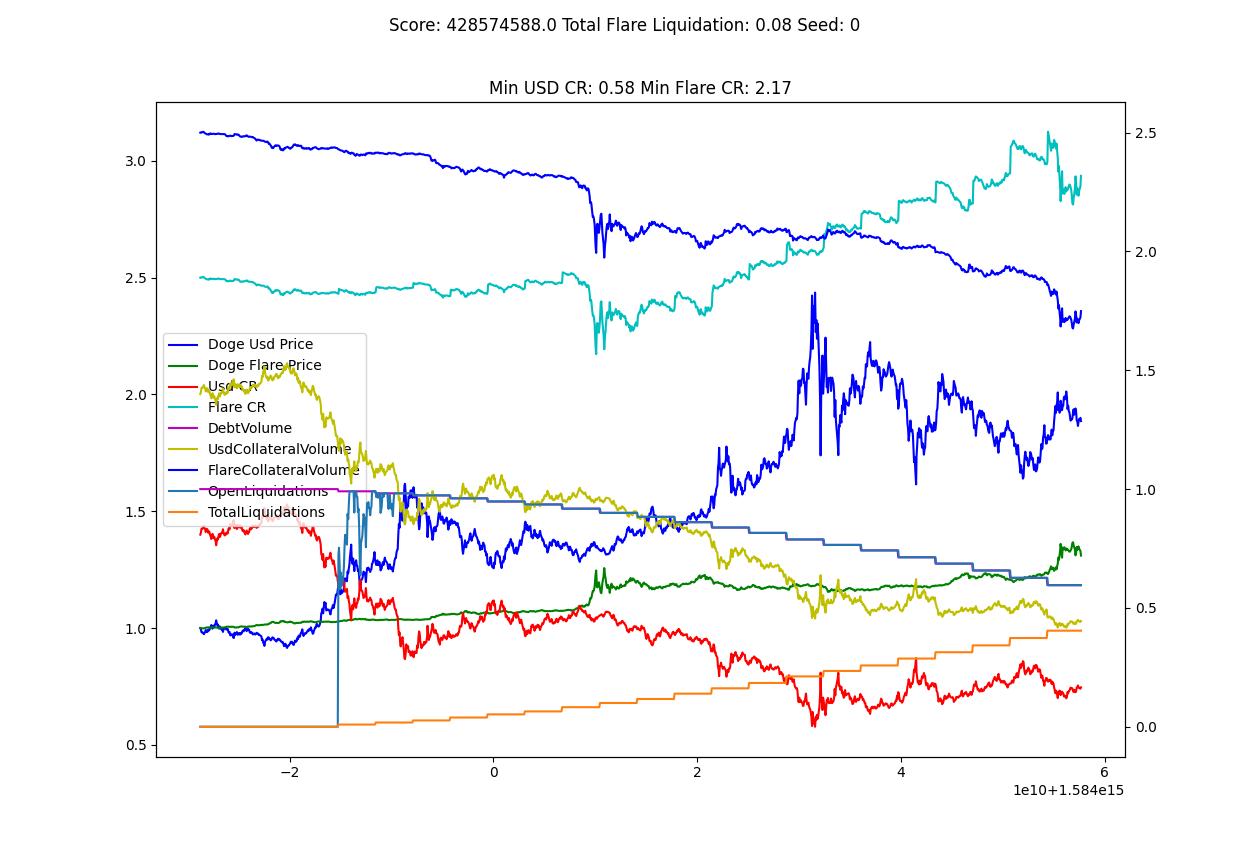 Score: 428574588.0 Total Flare Liquidation: 0.08 Seed: 0
Min USD CR: 0.58 Min Flare CR: 2.17
3.0
2.5
2.0
1.5
1.0
0.5
Doge Usd Price
Doge Flare Price
Usd CR
Flare CR
DebtVolume
UsdCollateralVolume
FlareCollateralVolume
OpenLiquidations
TotalLiquidations
2.5
2.0
1.5
1.0
0.5
0.0
−2 0 2 4 6
1e10+1.584e15